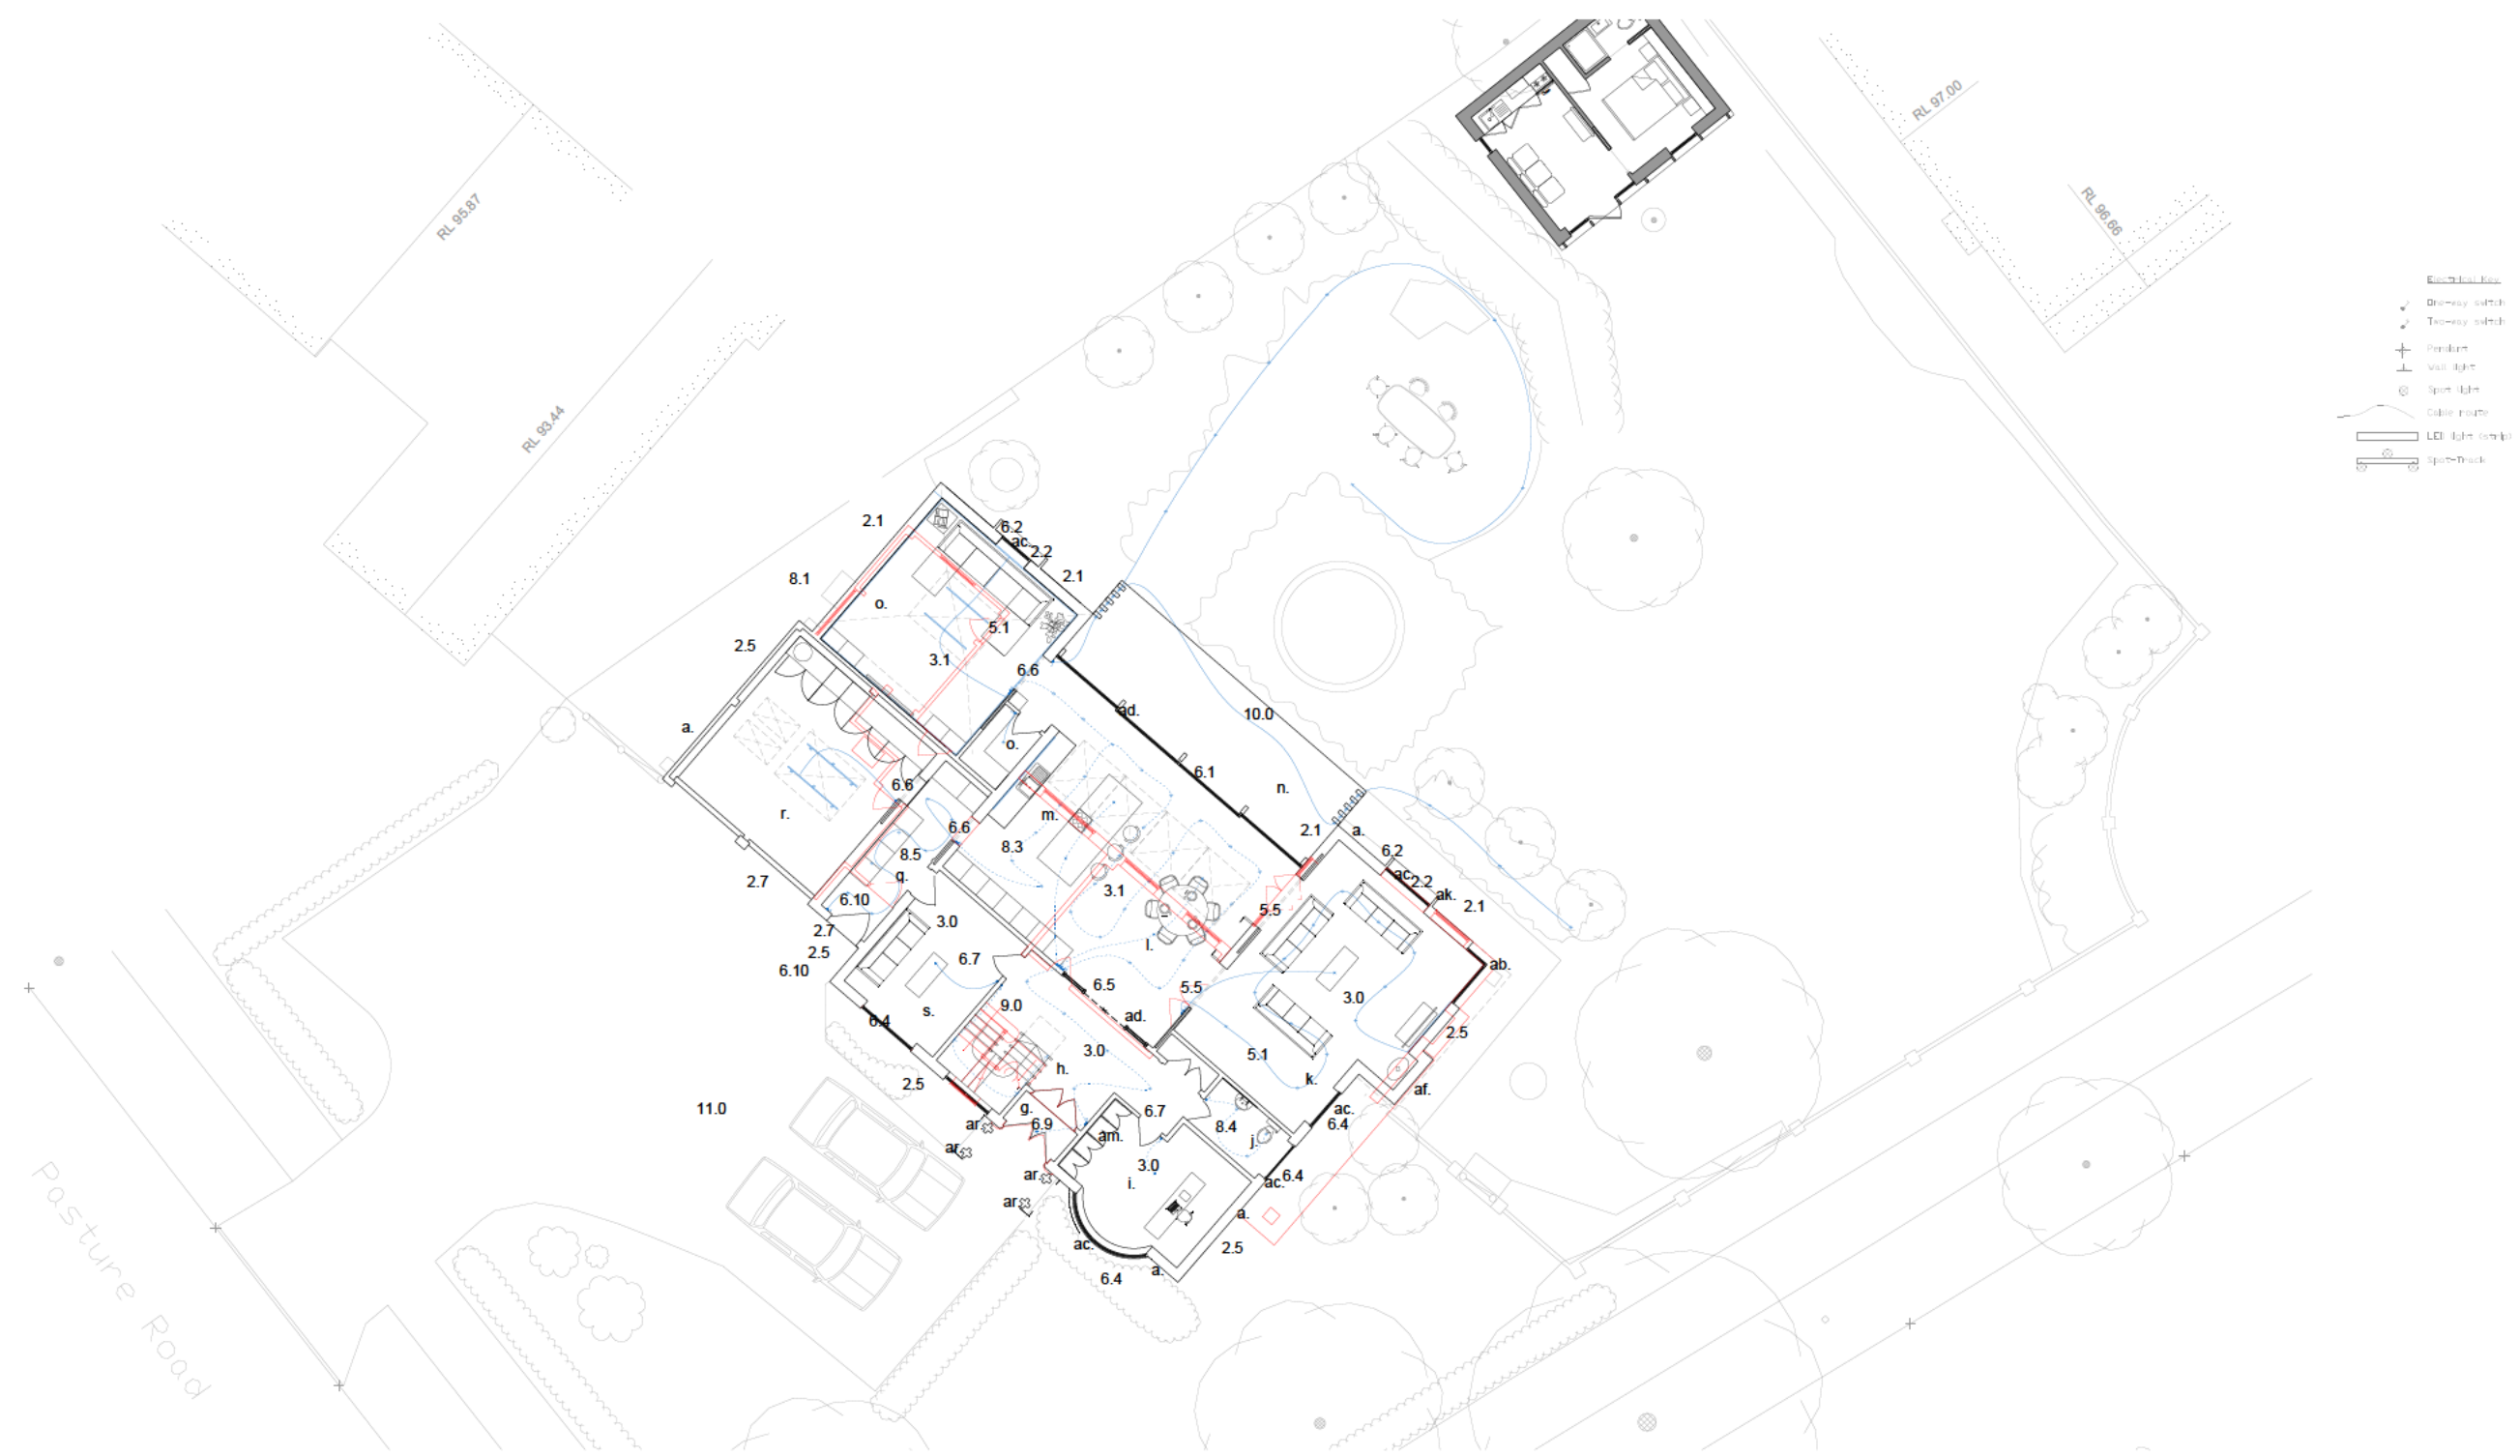 RL 97.00
RL 95.87
RL 96.66
Electrical Key
One-way switch
Two-way switch
Pendant
Wall light
Spot light
Cable route
LED light (strip)
Spot-Track
RL 93.44
2.1
6.2
ac.
2.2
8.1
2.1
o.
5.1
2.5
3.1
6.6
ad.
10.0
a.
o.
6.1
6.6
n.
r.
m.
6.6
2.1
a.
8.3
6.2
8.5
q.
ac.
2.2
2.7
3.1
ak.
6.10
2.1
5.5
3.0
2.7
l.
2.5
6.7
ab.
6.10
6.5
5.5
3.0
9.0
s.
ad.
6.4
2.5
3.0
5.1
h.
k.
2.5
af.
11.0
g.
ac.
6.7
ar.
6.9
6.4
8.4
am.
j.
ar.
3.0
ar.
i.
6.4
ac.
ar.
a.
ac.
2.5
a.
6.4
Pasture Road